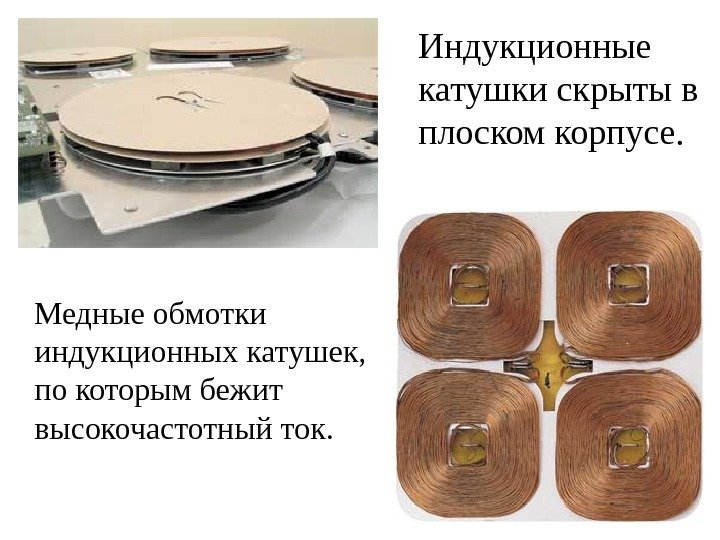 Индукционные
катушки скрыты в
плоском корпусе.
Медные обмотки
индукционных катушек,
по которым бежит
высокочастотный ток.